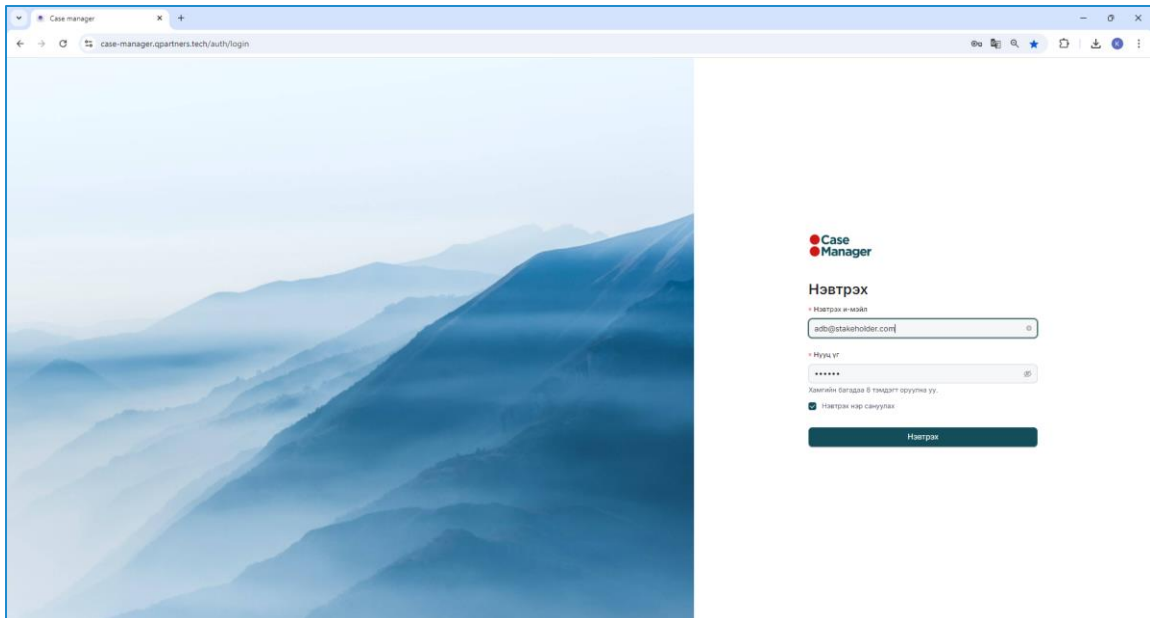 Case manager
case-manager.qpartners.tech/auth/login
Case
Manager
Нэвтрэх
* Нэвтрэх и-мэйл
adb@stakeholder.com
* Нууц үг
••••••
Хамгийн багадаа 8 тэмдэгт оруулна уу.
Нэвтрэх нэр сануулах
Нэвтрэх